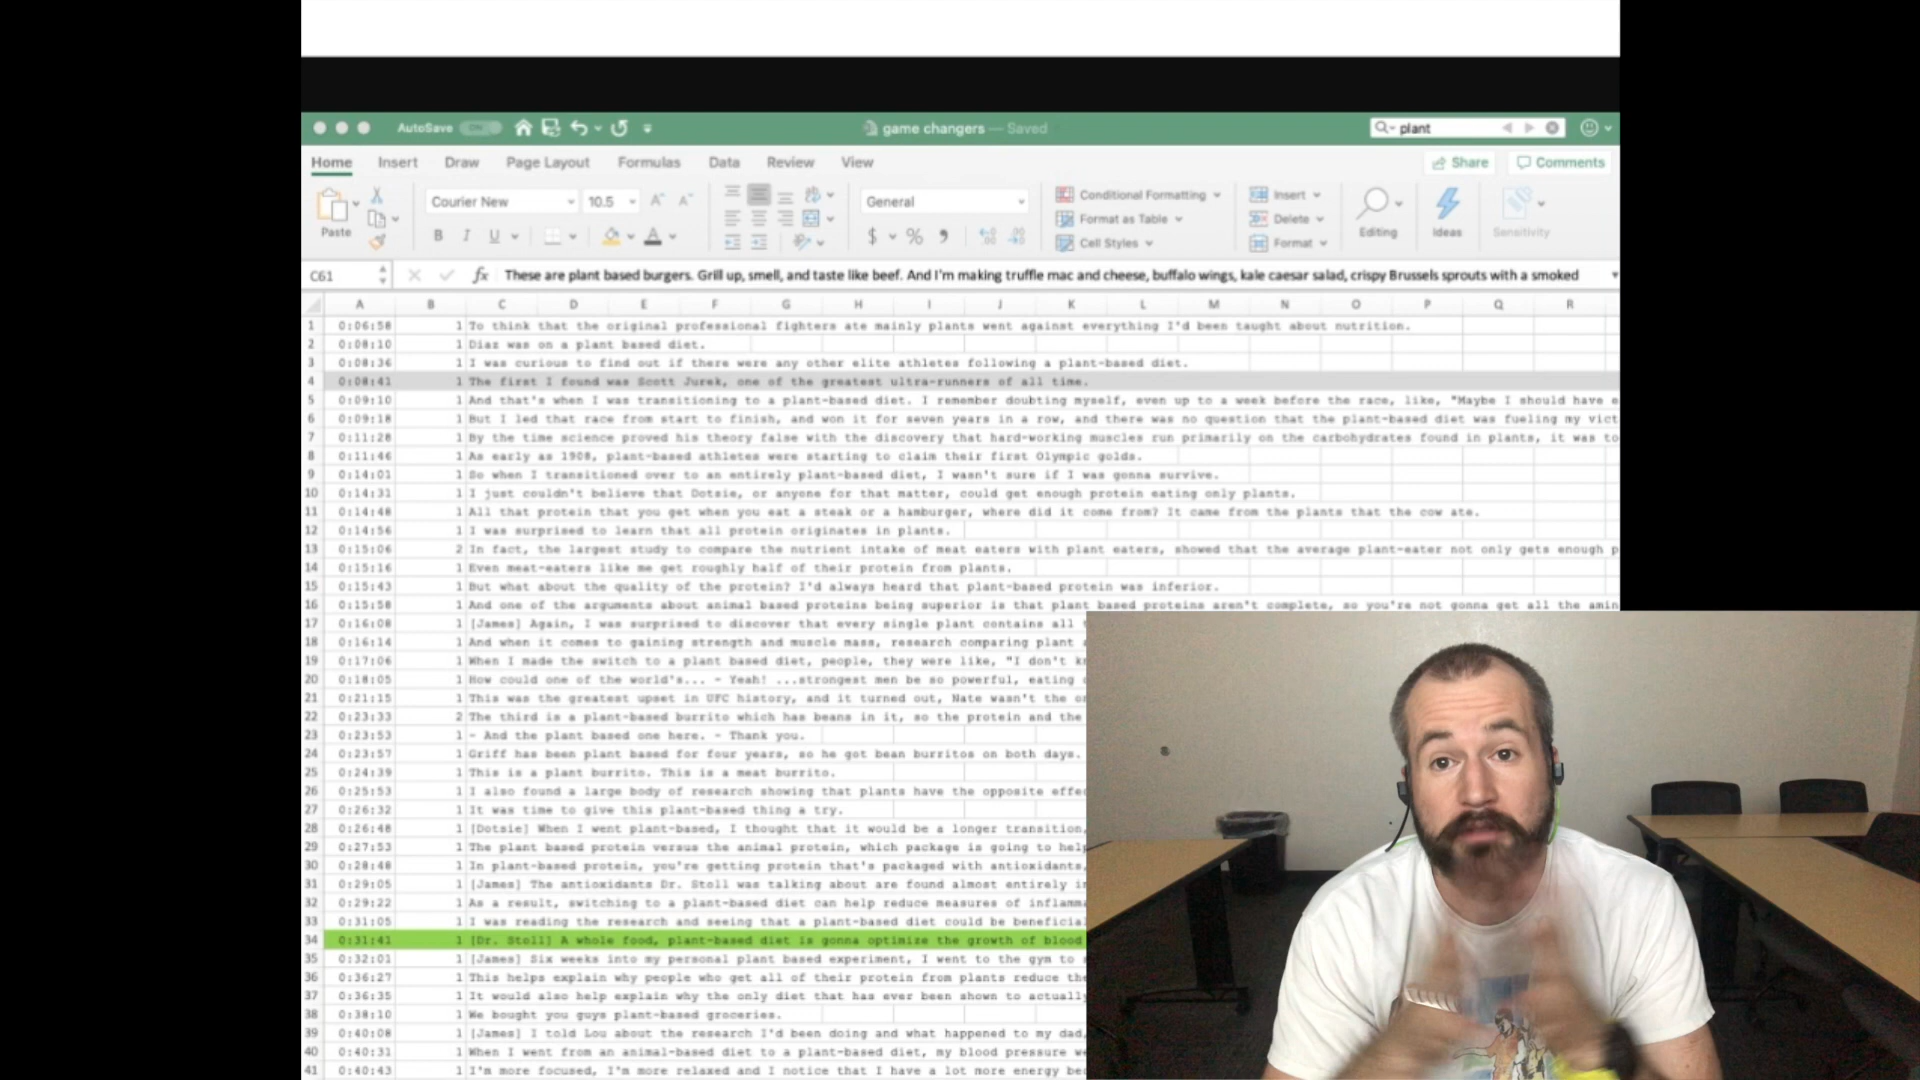 AutoSave
game changers — Saved
plant
Home Insert Draw Page Layout Formulas Data Review View
Share Comments
Paste
Courier New 10.5
B I U
General
$ % ,
Conditional Formatting
Format as Table
Cell Styles
Insert
Delete
Format
Editing
Ideas
Sensitivity
C61 fx These are plant based burgers. Grill up, smell, and taste like beef. And I'm making truffle mac and cheese, buffalo wings, kale caesar salad, crispy Brussels sprouts with a smoked
A B C D E F G H I J K L M N O P Q R
1 0:06:58 1 To think that the original professional fighters ate mainly plants went against everything I'd been taught about nutrition.
2 0:08:10 1 Diaz was on a plant based diet.
3 0:08:36 1 I was curious to find out if there were any other elite athletes following a plant-based diet.
4 0:08:41 1 The first I found was Scott Jurek, one of the greatest ultra-runners of all time.
5 0:09:10 1 And that's when I was transitioning to a plant-based diet. I remember doubting myself, even up to a week before the race, like, "Maybe I should have
6 0:09:18 1 But I led that race from start to finish, and won it for seven years in a row, and there was no question that the plant-based diet was fueling my vict
7 0:11:28 1 By the time science proved his theory false with the discovery that hard-working muscles run primarily on the carbohydrates found in plants, it was to
8 0:11:46 1 As early as 1908, plant-based athletes were starting to claim their first Olympic golds.
9 0:14:01 1 So when I transitioned over to an entirely plant-based diet, I wasn't sure if I was gonna survive.
10 0:14:31 1 I just couldn't believe that Dotsie, or anyone for that matter, could get enough protein eating only plants.
11 0:14:48 1 All that protein that you get when you eat a steak or a hamburger, where did it come from? It came from the plants that the cow ate.
12 0:14:56 1 I was surprised to learn that all protein originates in plants.
13 0:15:06 2 In fact, the largest study to compare the nutrient intake of meat eaters with plant eaters, showed that the average plant-eater not only gets enough p
14 0:15:16 1 Even meat-eaters like me get roughly half of their protein from plants.
15 0:15:43 1 But what about the quality of the protein? I'd always heard that plant-based protein was inferior.
16 0:15:58 1 And one of the arguments about animal based proteins being superior is that plant based proteins aren't complete, so you're not gonna get all the amin
17 0:16:08 1 [James] Again, I was surprised to discover that every single plant contains all
18 0:16:14 1 And when it comes to gaining strength and muscle mass, research comparing plant
19 0:17:06 1 When I made the switch to a plant based diet, people, they were like, "I don't
20 0:18:05 1 How could one of the world's... - Yeah! ...strongest men be so powerful, eating
21 0:21:15 1 This was the greatest upset in UFC history, and it turned out, Nate wasn't the
22 0:23:33 2 The third is a plant-based burrito which has beans in it, so the protein and the
23 0:23:53 1 - And the plant based one here. - Thank you.
24 0:23:57 1 Griff has been plant based for four years, so he got bean burritos on both days.
25 0:24:39 1 This is a plant burrito. This is a meat burrito.
26 0:25:53 1 I also found a large body of research showing that plants have the opposite effe
27 0:26:32 1 It was time to give this plant-based thing a try.
28 0:26:48 1 [Dotsie] When I went plant-based, I thought that it would be a longer transition,
29 0:27:53 1 The plant based protein versus the animal protein, which package is going to help
30 0:28:48 1 In plant-based protein, you're getting protein that's packaged with antioxidants,
31 0:29:05 1 [James] The antioxidants Dr. Stoll was talking about are found almost entirely i
32 0:29:22 1 As a result, switching to a plant-based diet can help reduce measures of inflamm
33 0:31:05 1 I was reading the research and seeing that a plant-based diet could be beneficia
34 0:31:41 1 [Dr. Stoll] A whole food, plant-based diet is gonna optimize the growth of blood
35 0:32:01 1 [James] Six weeks into my personal plant based experiment, I went to the gym to
36 0:36:27 1 This helps explain why people who get all of their protein from plants reduce the
37 0:36:35 1 It would also help explain why the only diet that has ever been shown to actually
38 0:38:10 1 We bought you guys plant-based groceries.
39 0:40:08 1 [James] I told Lou about the research I'd been doing and what happened to my dad,
40 0:40:31 1 When I went from an animal-based diet to a plant-based diet, my blood pressure we
41 0:40:43 1 I'm more focused, I'm more relaxed and I notice that I have a lot more energy bec